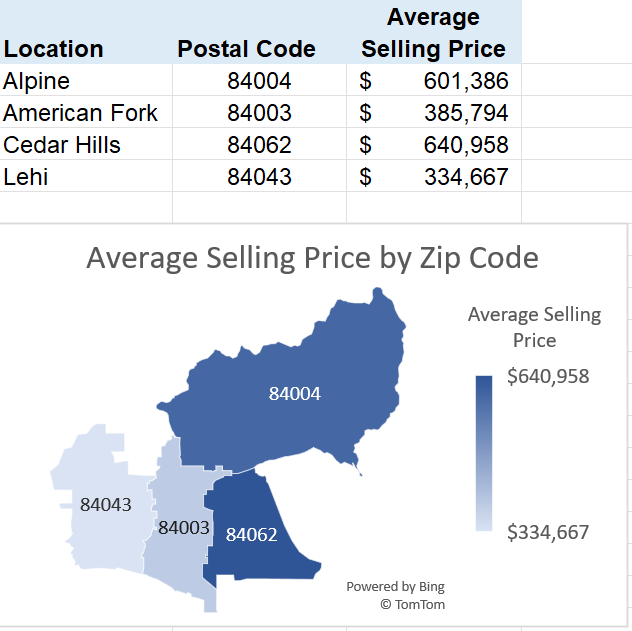 Average
Location Postal Code Selling Price
Alpine 84004 $ 601,386
American Fork 84003 $ 385,794
Cedar Hills 84062 $ 640,958
Lehi 84043 $ 334,667
Average Selling Price by Zip Code
Average Selling
Price
$640,958
84004
84043
84003
84062
$334,667
Powered by Bing
© TomTom